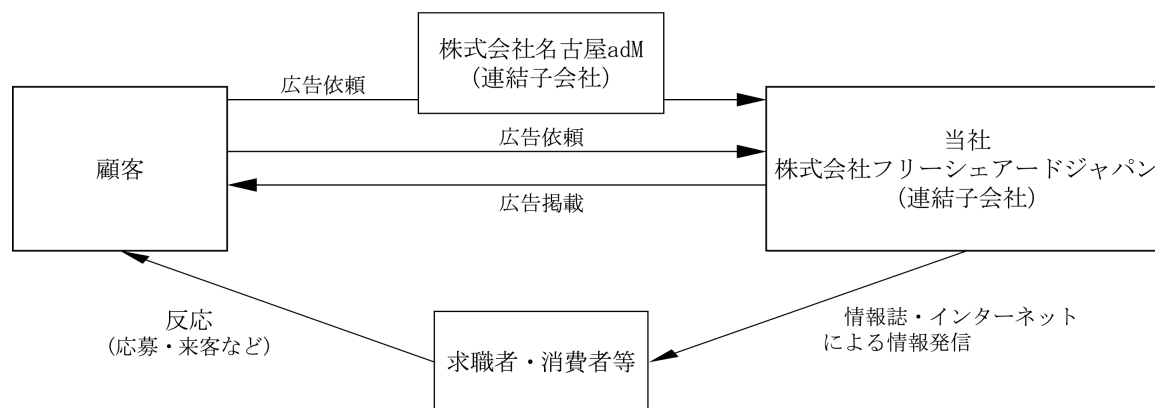 株式会社名古屋adM
(連結子会社)
広告依頼
顧客
広告依頼
広告掲載
当社
株式会社フリーシェアードジャパン
(連結子会社)
反応
(応募・来客など)
求職者・消費者等
情報誌・インターネット
による情報発信